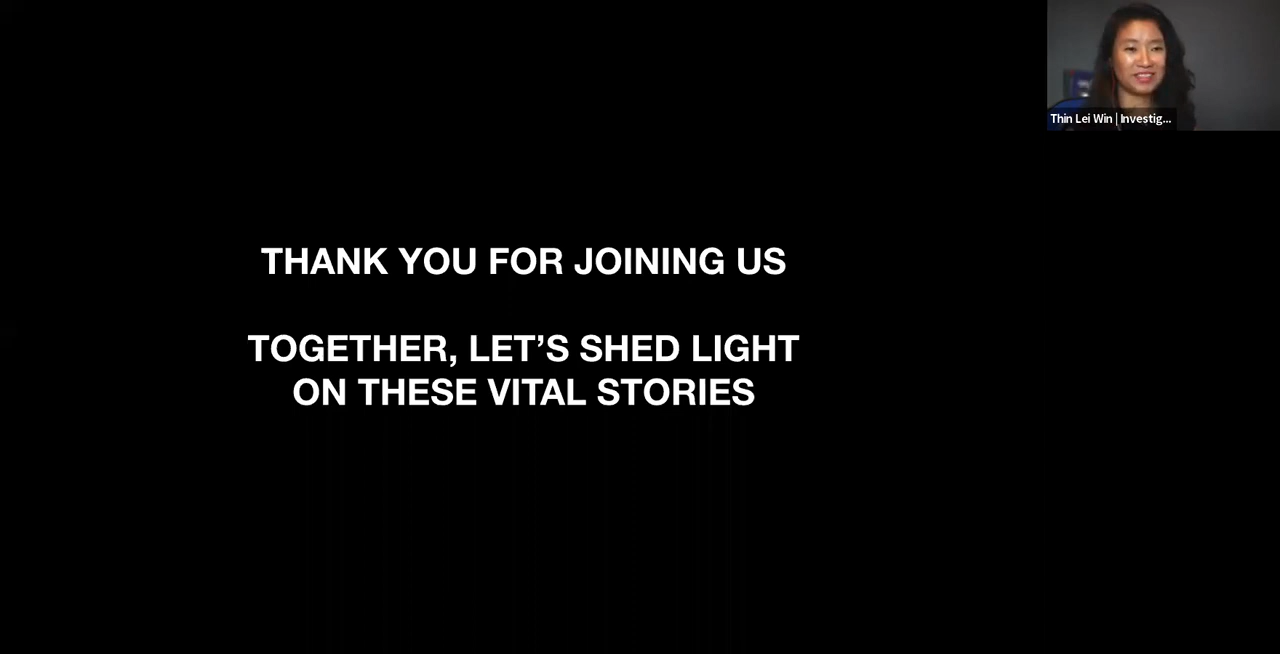 Thin Lei Win | Investig...
THANK YOU FOR JOINING US
TOGETHER, LET’S SHED LIGHT
ON THESE VITAL STORIES